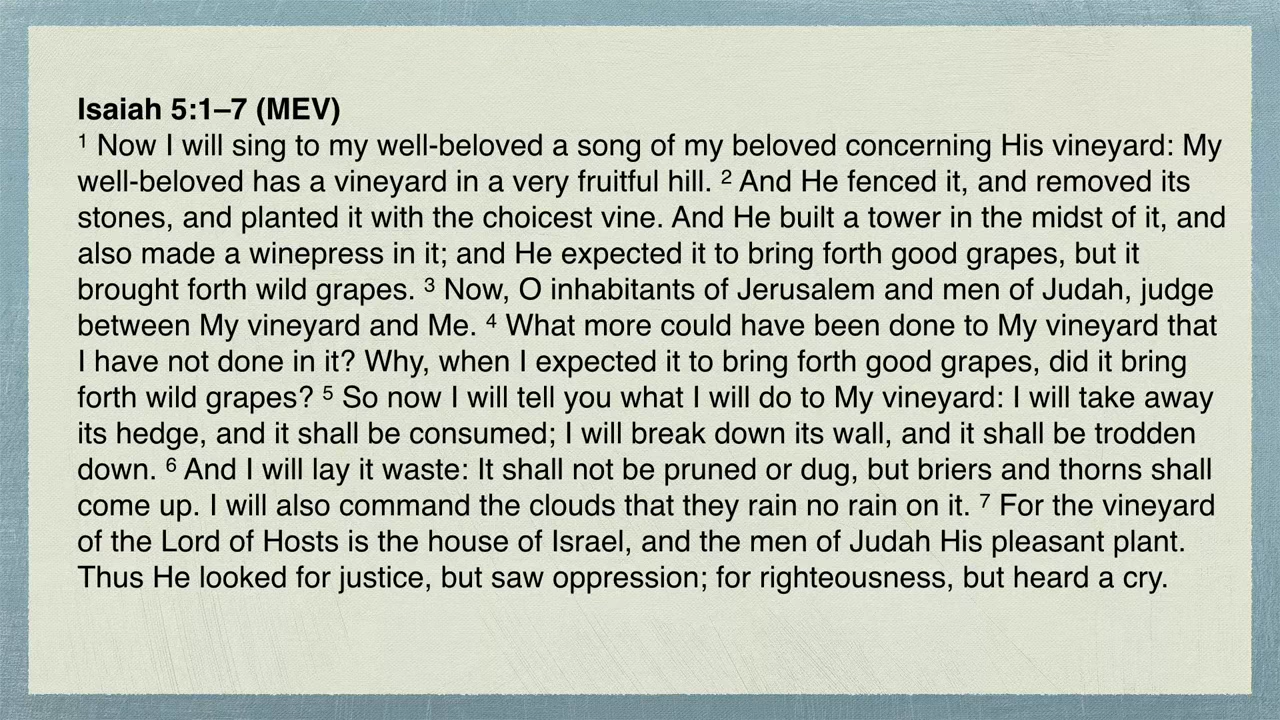 Isaiah 5:1–7 (MEV)
1 Now I will sing to my well-beloved a song of my beloved concerning His vineyard: My
well-beloved has a vineyard in a very fruitful hill. 2 And He fenced it, and removed its
stones, and planted it with the choicest vine. And He built a tower in the midst of it, and
also made a winepress in it; and He expected it to bring forth good grapes, but it
brought forth wild grapes. 3 Now, O inhabitants of Jerusalem and men of Judah, judge
between My vineyard and Me. 4 What more could have been done to My vineyard that
I have not done in it? Why, when I expected it to bring forth good grapes, did it bring
forth wild grapes? 5 So now I will tell you what I will do to My vineyard: I will take away
its hedge, and it shall be consumed; I will break down its wall, and it shall be trodden
down. 6 And I will lay it waste: It shall not be pruned or dug, but briers and thorns shall
come up. I will also command the clouds that they rain no rain on it. 7 For the vineyard
of the Lord of Hosts is the house of Israel, and the men of Judah His pleasant plant.
Thus He looked for justice, but saw oppression; for righteousness, but heard a cry.